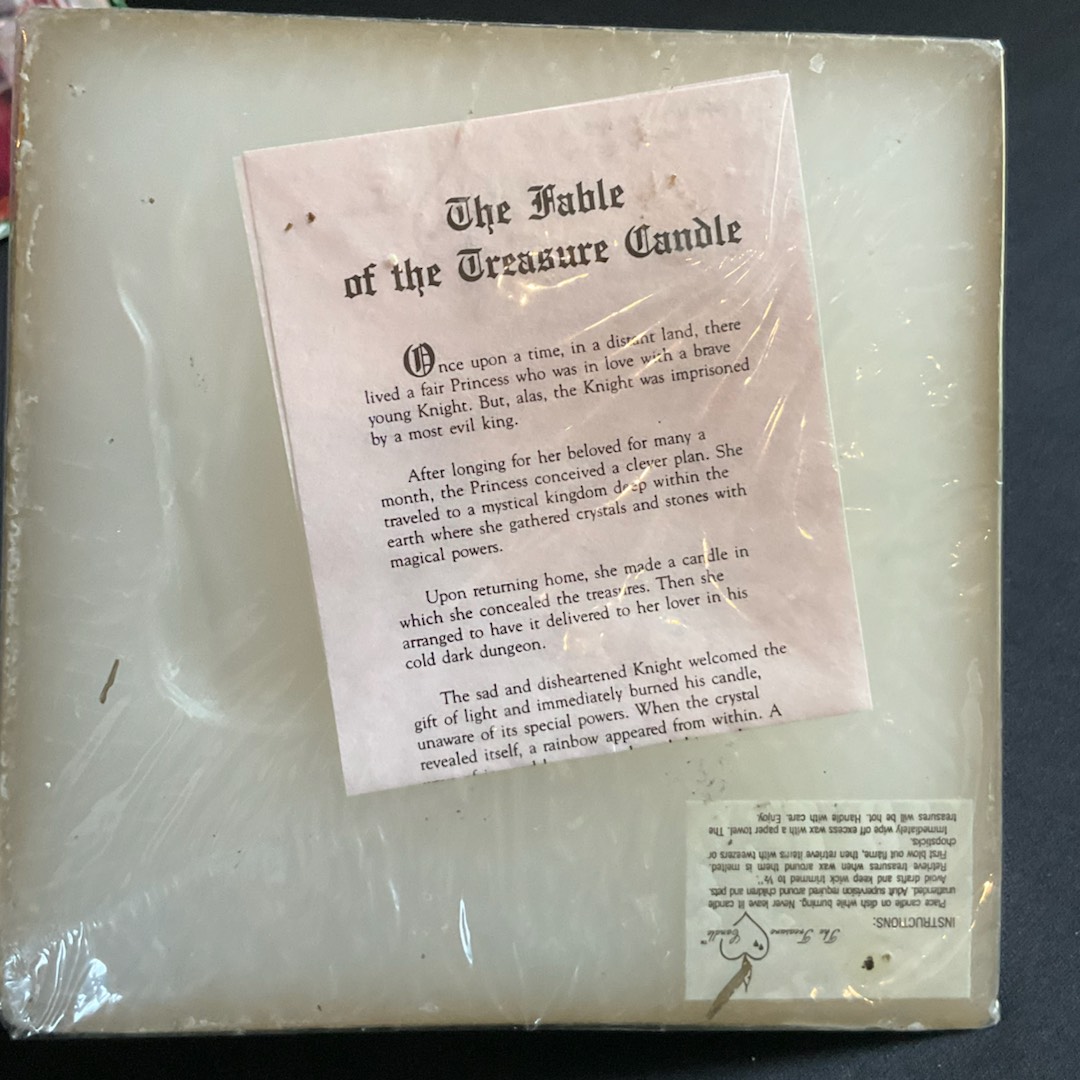 The Fable
of the Treasure Candle
Once upon a time, in a distant land, there
lived a fair Princess who was in love with a brave
young Knight. But, alas, the Knight was imprisoned
by a most evil king.
After longing for her beloved for many a
month, the Princess conceived a clever plan. She
traveled to a mystical kingdom deep within the
earth where she gathered crystals and stones with
magical powers.
Upon returning home, she made a candle in
which she concealed the treasures. Then she
arranged to have it delivered to her lover in his
cold dark dungeon.
The sad and disheartened Knight welcomed the
gift of light and immediately burned his candle,
unaware of its special powers. When the crystal
revealed itself, a rainbow appeared from within. A
The Treasure Candle™
INSTRUCTIONS:
Place candle on dish while burning. Never leave lit candle
unattended. Adult supervision required around children and pets.
Avoid drafts and keep wick trimmed to ½".
Retrieve treasures when wax around them is melted.
First blow out flame, then retrieve items with tweezers or
chopsticks.
Immediately wipe off excess wax with a paper towel. The
treasures will be hot. Handle with care. Enjoy.